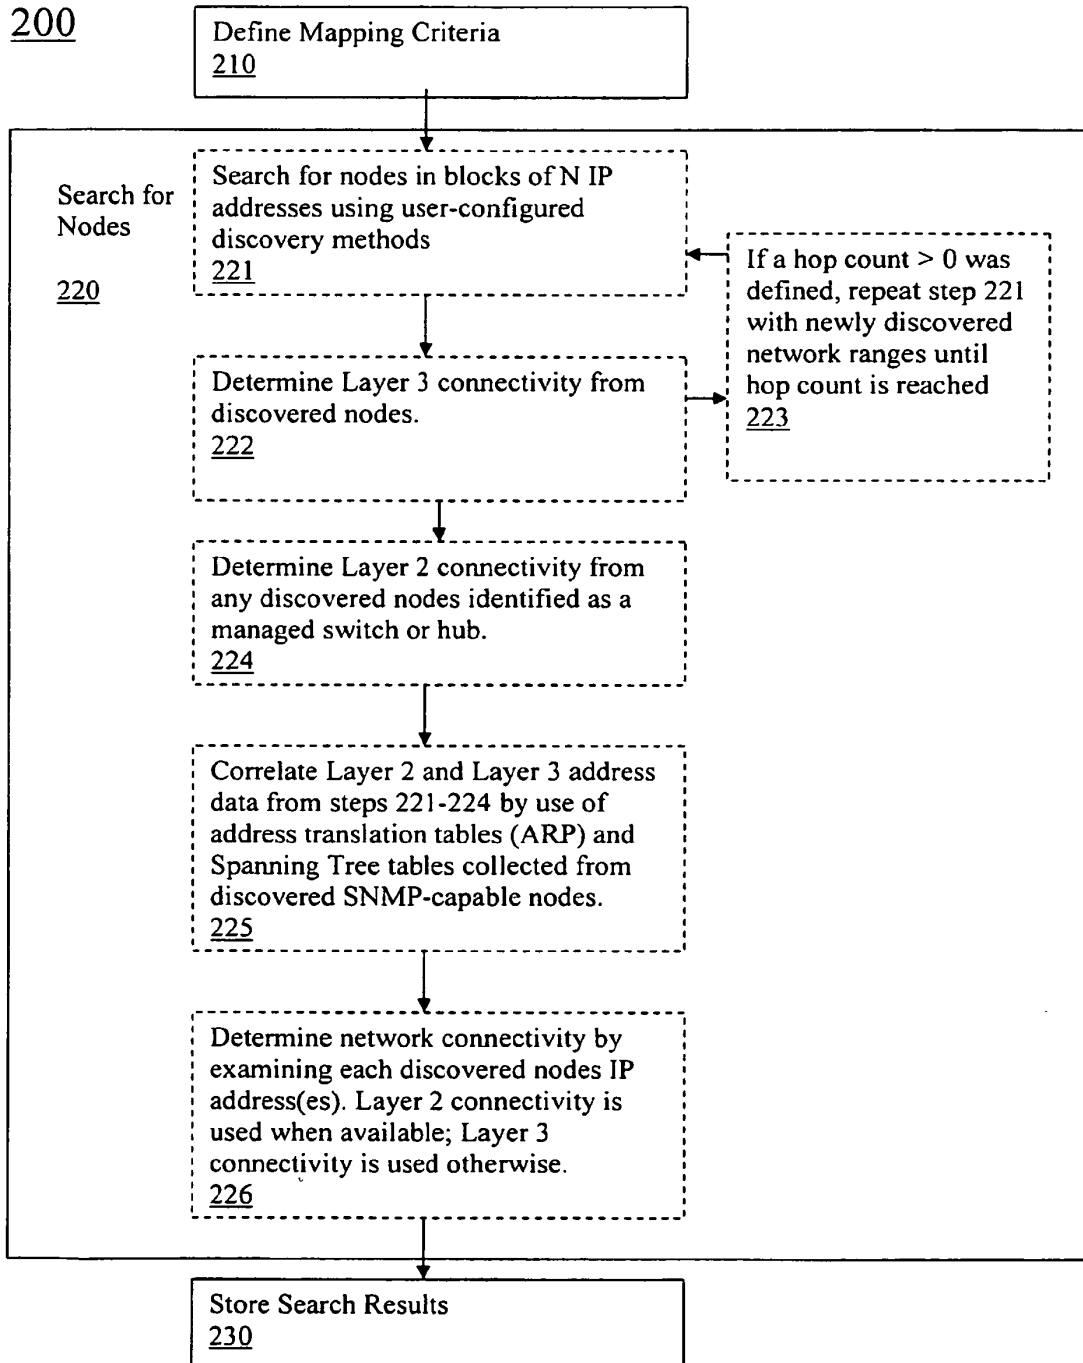 200
Define Mapping Criteria
210
Search for
Nodes
220
Search for nodes in blocks of N IP
addresses using user-configured
discovery methods
221
If a hop count > 0 was
defined, repeat step 221
with newly discovered
network ranges until
hop count is reached
223
Determine Layer 3 connectivity from
discovered nodes.
222
Determine Layer 2 connectivity from
any discovered nodes identified as a
managed switch or hub.
224
Correlate Layer 2 and Layer 3 address
data from steps 221-224 by use of
address translation tables (ARP) and
Spanning Tree tables collected from
discovered SNMP-capable nodes.
225
Determine network connectivity by
examining each discovered nodes IP
address(es). Layer 2 connectivity is
used when available; Layer 3
connectivity is used otherwise.
226
Store Search Results
230